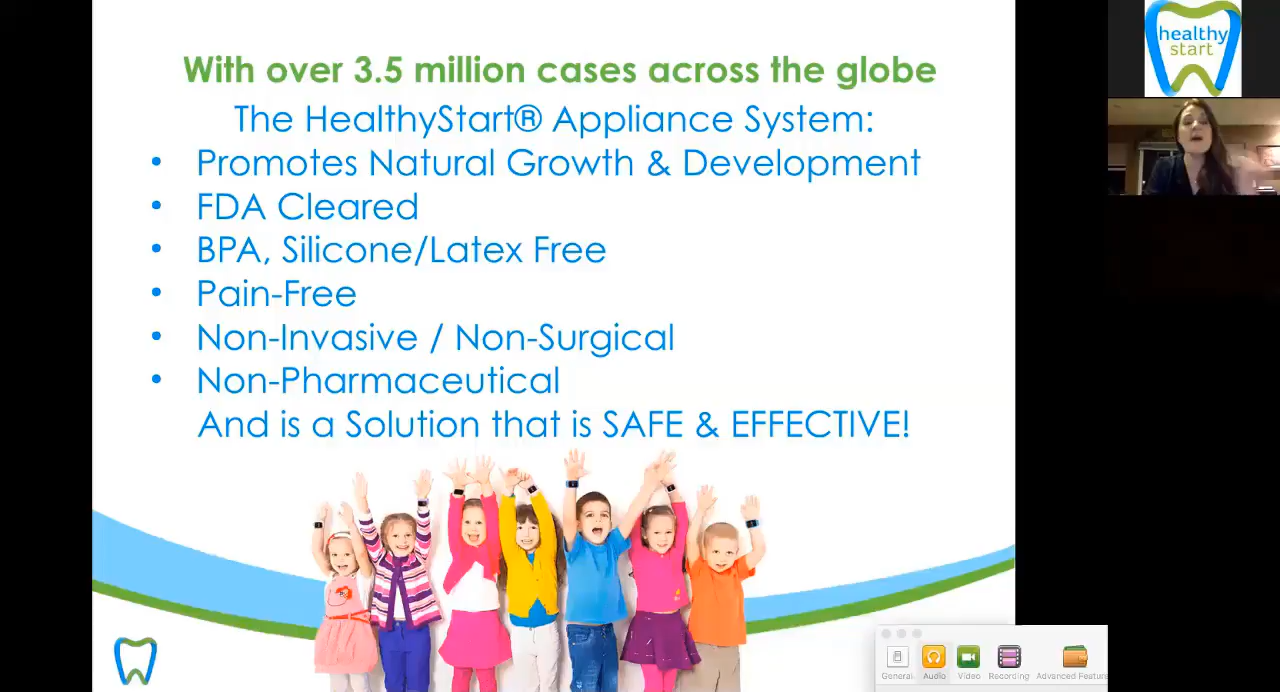 With over 3.5 million cases across the globe
The HealthyStart® Appliance System:
• Promotes Natural Growth & Development
• FDA Cleared
• BPA, Silicone/Latex Free
• Pain-Free
• Non-Invasive / Non-Surgical
• Non-Pharmaceutical
And is a Solution that is SAFE & EFFECTIVE!
healthy
start
General Audio Video Recording Advanced Feature